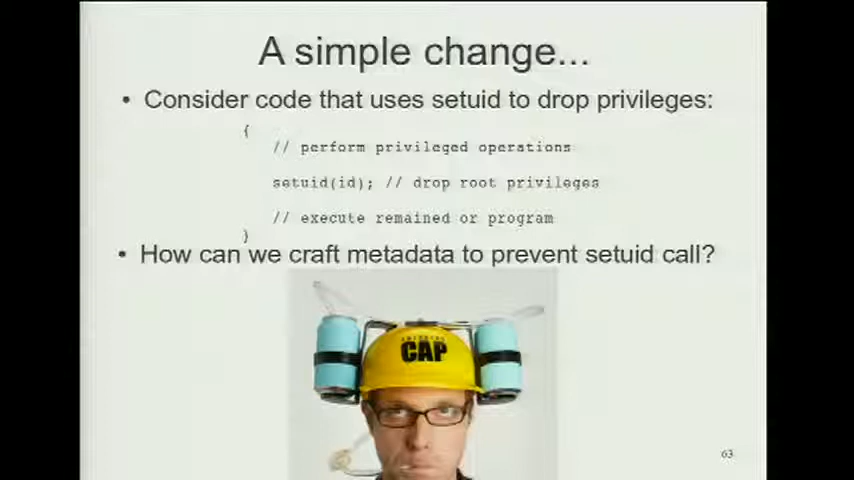 A simple change...
• Consider code that uses setuid to drop privileges:
{
// perform privileged operations
setuid(id); // drop root privileges
// execute remained or program
}
• How can we craft metadata to prevent setuid call?
CAP
63